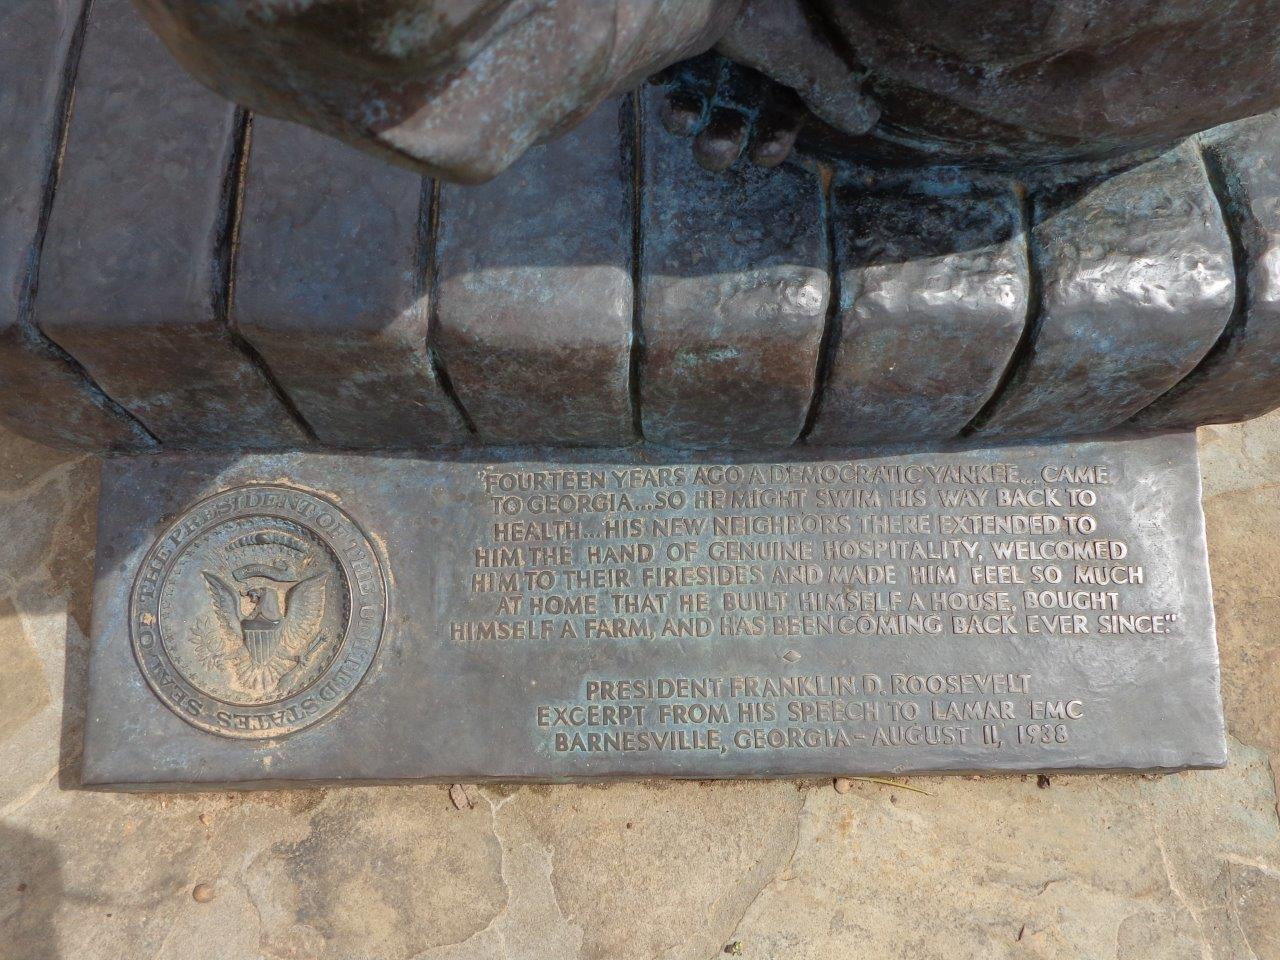 SEAL OF THE PRESIDENT OF THE UNITED STATES
"FOURTEEN YEARS AGO A DEMOCRATIC YANKEE... CAME
TO GEORGIA...SO HE MIGHT SWIM HIS WAY BACK TO
HEALTH...HIS NEW NEIGHBORS THERE EXTENDED TO
HIM THE HAND OF GENUINE HOSPITALITY, WELCOMED
HIM TO THEIR FIRESIDES AND MADE HIM FEEL SO MUCH
AT HOME THAT HE BUILT HIMSELF A HOUSE, BOUGHT
HIMSELF A FARM, AND HAS BEEN COMING BACK EVER SINCE."
PRESIDENT FRANKLIN D. ROOSEVELT
EXCERPT FROM HIS SPEECH TO LAMAR EMC
BARNESVILLE, GEORGIA - AUGUST 11, 1938